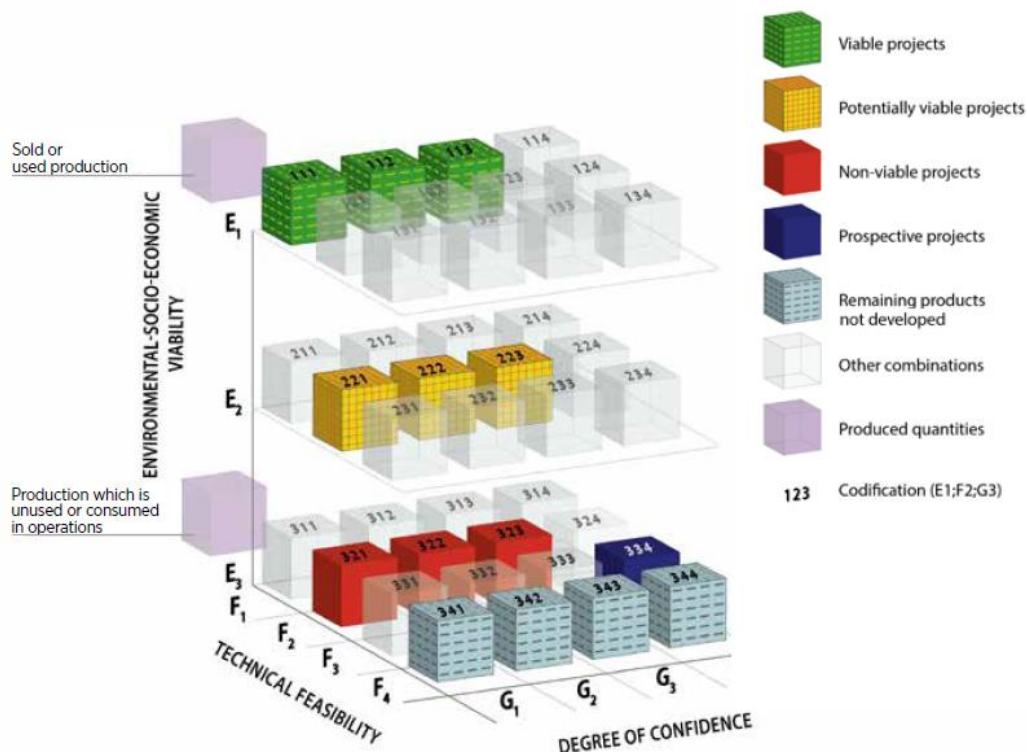 Sold or
used production
Production which is
unused or consumed
in operations
ENVIRONMENTAL-SOCIO-ECONOMIC
VIABILITY
E1
E2
E3
111
112
113
114
123
124
131
132
133
134
211
212
213
214
221
222
223
224
231
232
233
234
311
312
313
314
321
322
323
324
331
332
333
334
341
342
343
344
F1
F2
F3
F4
TECHNICAL FEASIBILITY
G1
G2
G3
DEGREE OF CONFIDENCE
Viable projects
Potentially viable projects
Non-viable projects
Prospective projects
Remaining products
not developed
Other combinations
Produced quantities
123 Codification (E1;F2;G3)